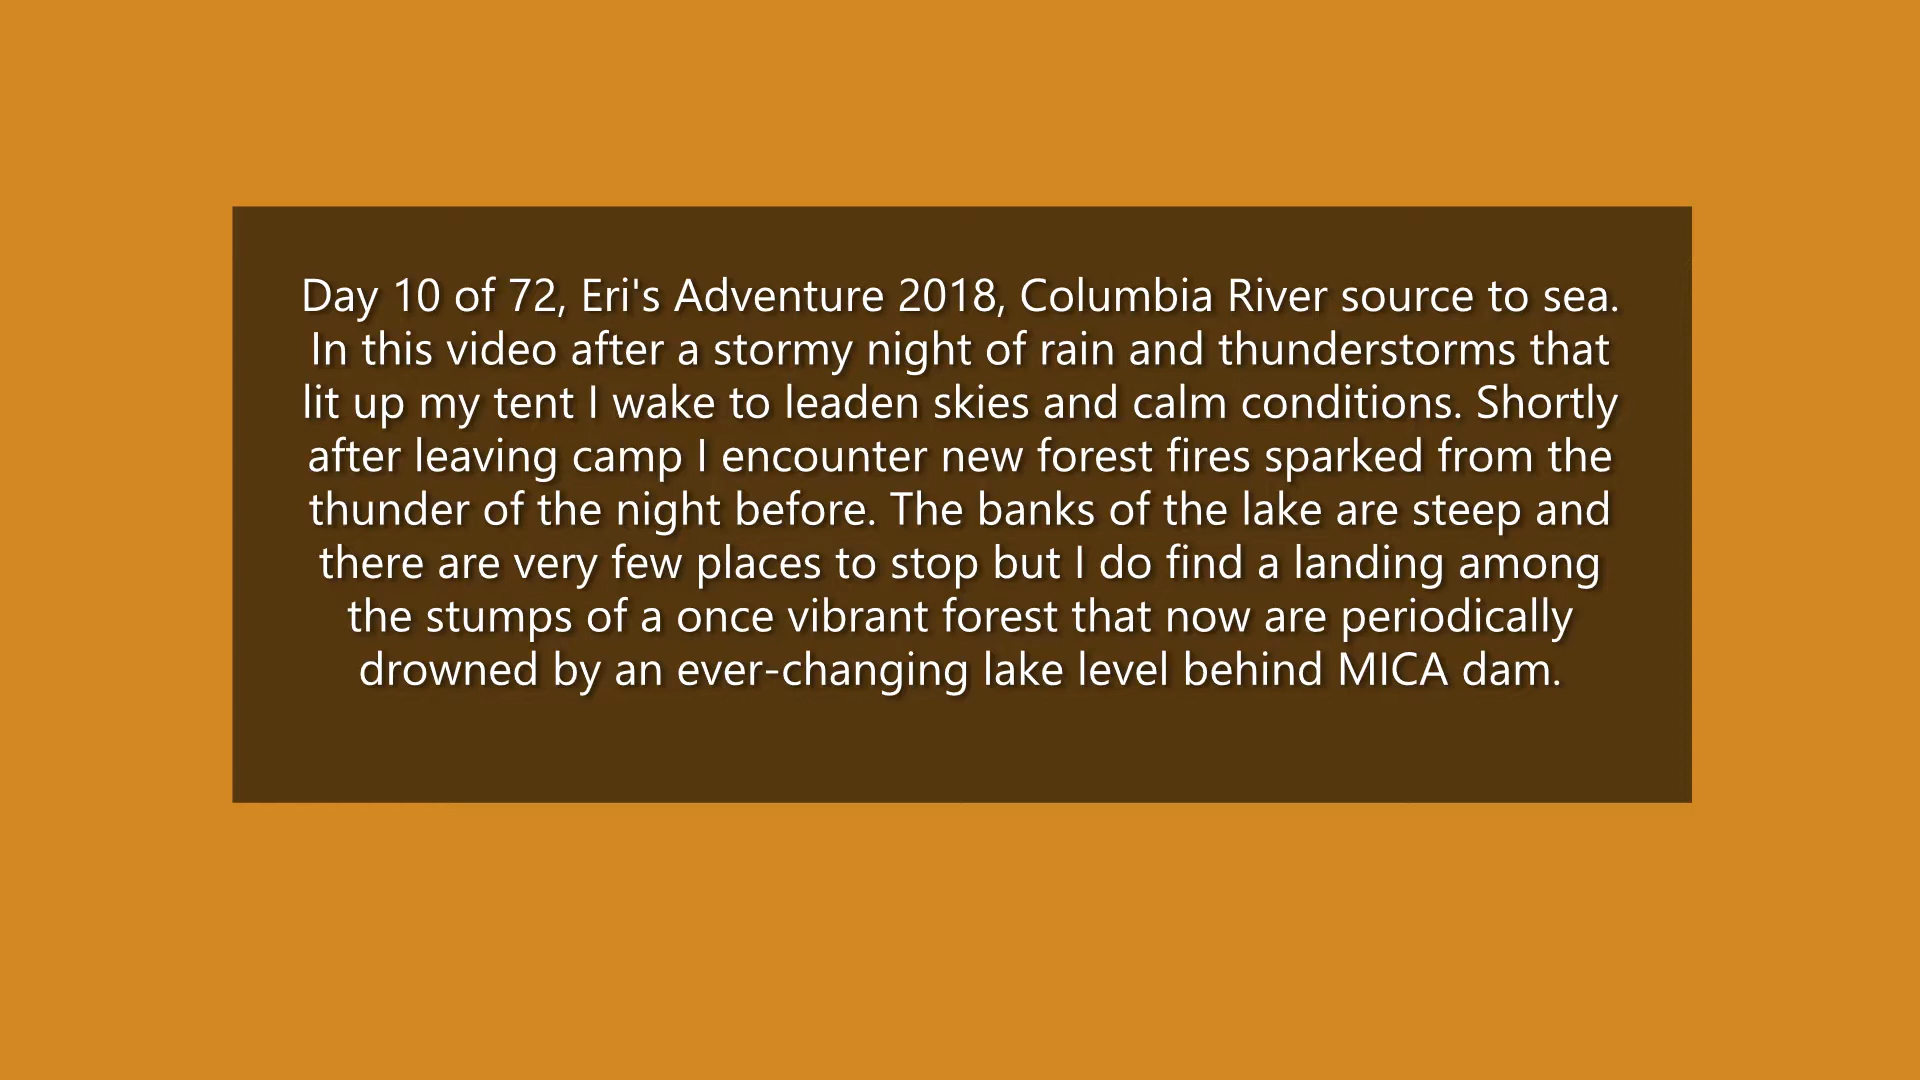 Day 10 of 72, Eri's Adventure 2018, Columbia River source to sea.
In this video after a stormy night of rain and thunderstorms that
lit up my tent I wake to leaden skies and calm conditions. Shortly
after leaving camp I encounter new forest fires sparked from the
thunder of the night before. The banks of the lake are steep and
there are very few places to stop but I do find a landing among
the stumps of a once vibrant forest that now are periodically
drowned by an ever-changing lake level behind MICA dam.